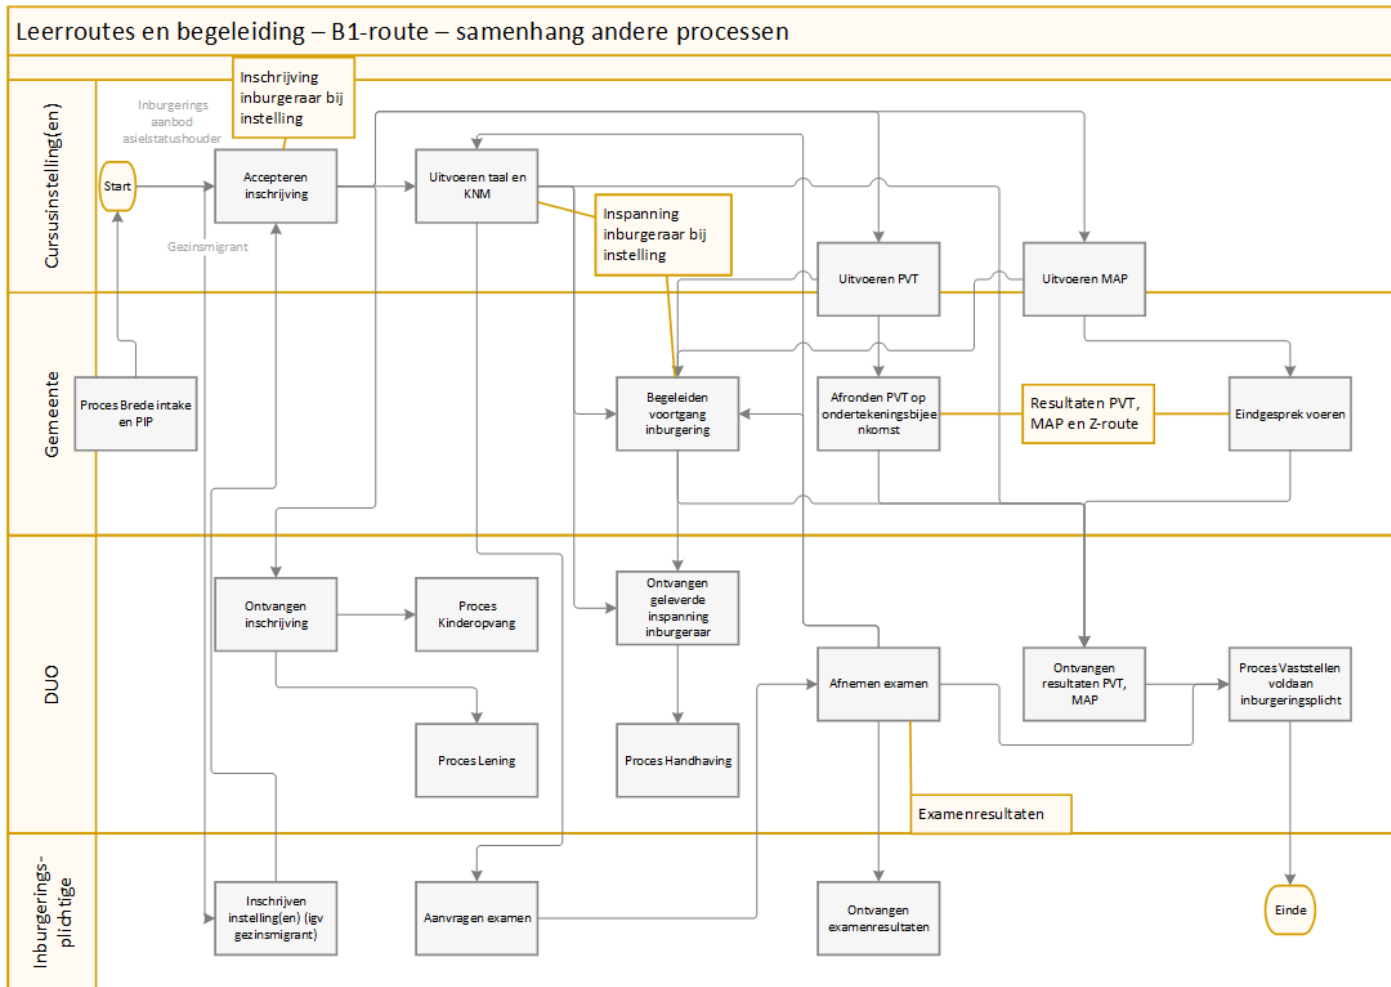 Leerroutes en begeleiding – B1-route – samenhang andere processen
Cursusinstelling(en)
Inburgerings
aanbod
asielstatushouder
Inschrijving
inburgeraar bij
instelling
Start
Accepteren
inschrijving
Uitvoeren taal en
KNM
Inspanning
inburgeraar bij
instelling
Gezinsmigrant
Uitvoeren PVT
Uitvoeren MAP
Gemeente
Proces Brede intake
en PIP
Begeleiden
voortgang
inburgering
Afronden PVT op
ondertekeningsbijee
nkomst
Resultaten PVT,
MAP en Z-route
Eindgesprek voeren
DUO
Ontvangen
inschrijving
Proces
Kinderopvang
Ontvangen
geleverde
inspanning
inburgeraar
Afnemen examen
Ontvangen
resultaten PVT,
MAP
Proces Vaststellen
voldaan
inburgeringsplicht
Proces Lening
Proces Handhaving
Examenresultaten
Inburgerings-
plichtige
Inschrijven
instelling(en) (igv
gezinsmigrant)
Aanvragen examen
Ontvangen
examenresultaten
Einde